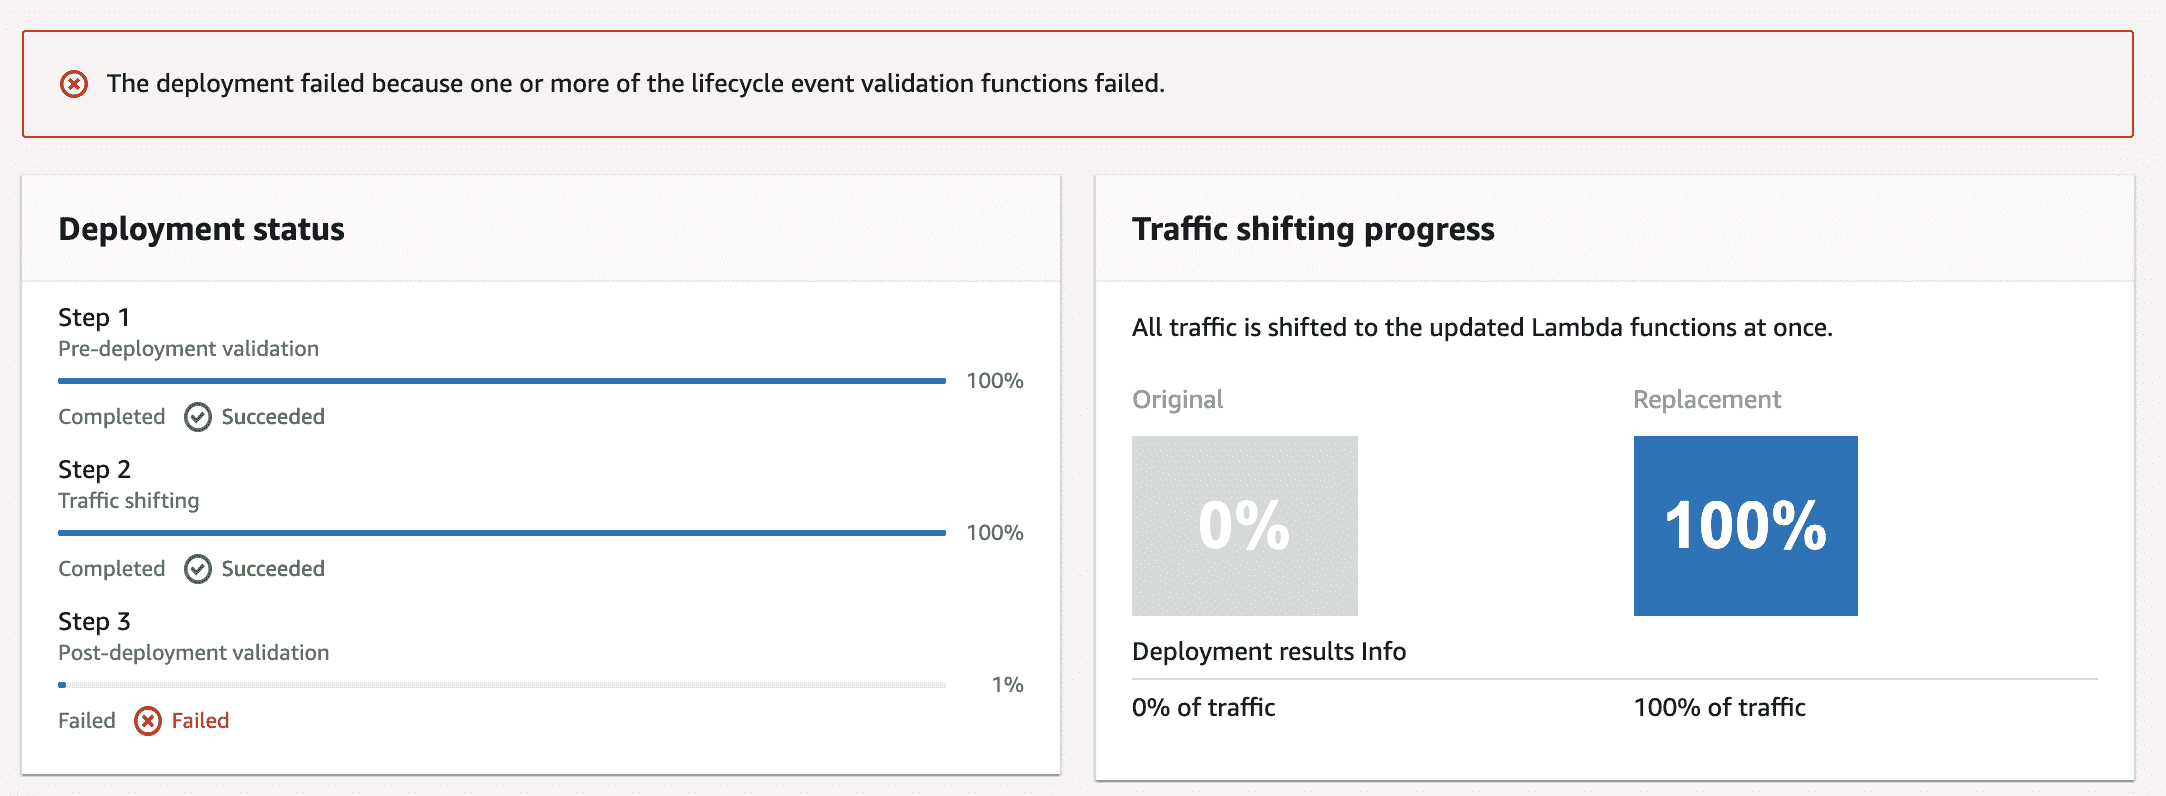 The deployment failed because one or more of the lifecycle event validation functions failed.
Deployment status
Step 1
Pre-deployment validation
100%
Completed Succeeded
Step 2
Traffic shifting
100%
Completed Succeeded
Step 3
Post-deployment validation
1%
Failed Failed
Traffic shifting progress
All traffic is shifted to the updated Lambda functions at once.
Original Replacement
0% 100%
Deployment results Info
0% of traffic 100% of traffic